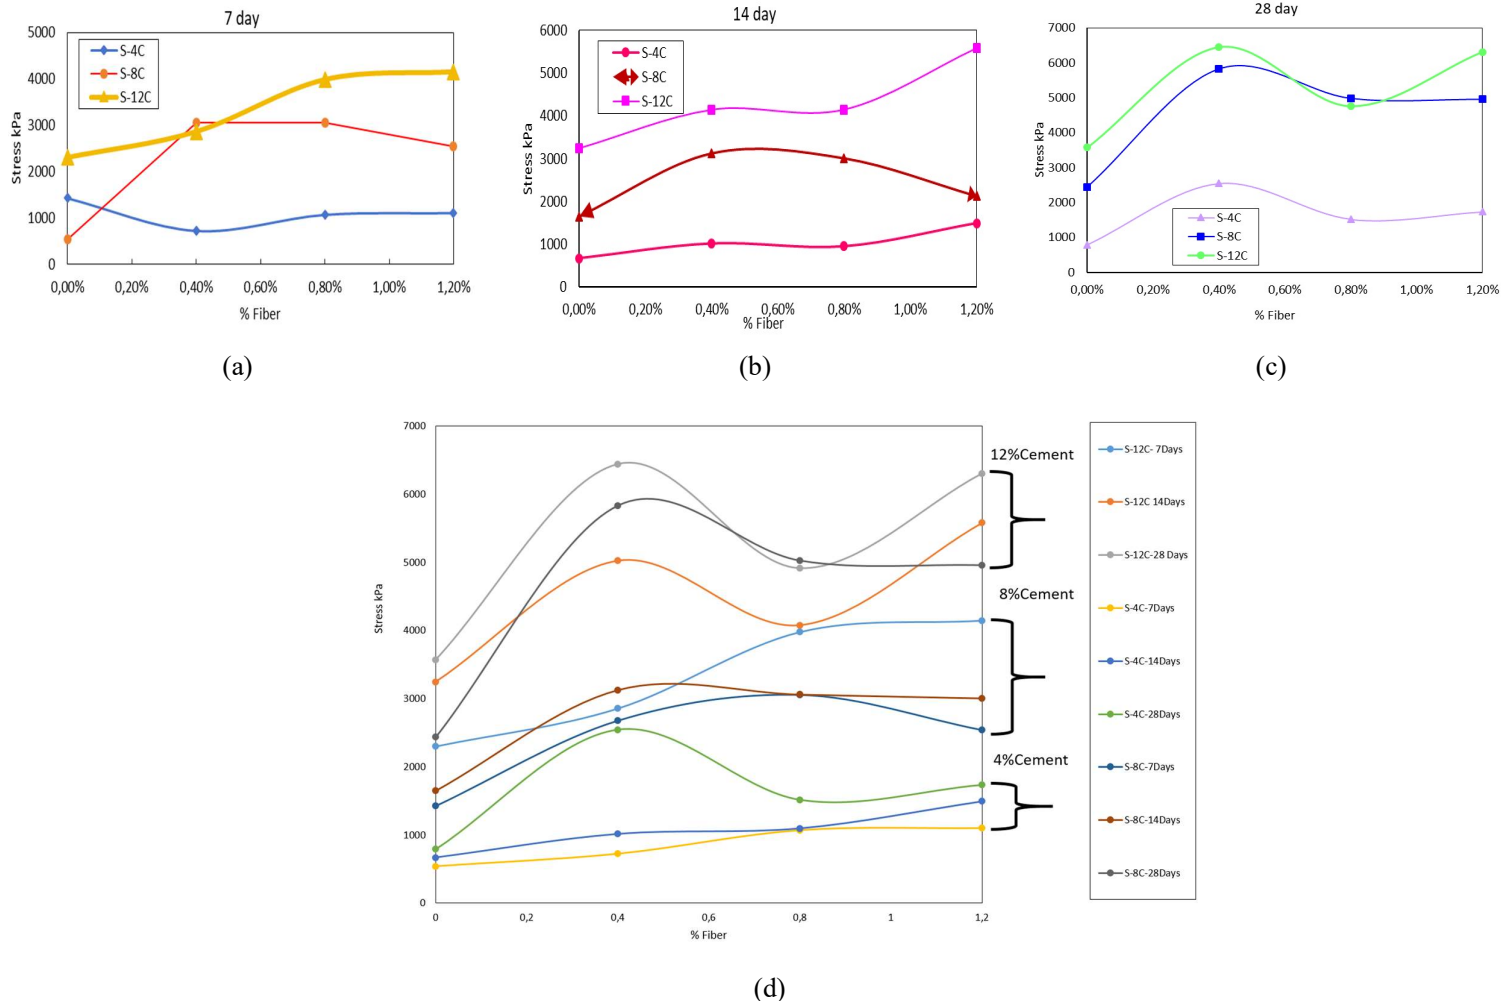 7 day
5000
4000
3000
2000
1000
0
Stress kPa
S-4C
S-8C
S-12C
0,00% 0,20% 0,40% 0,60% 0,80% 1,00% 1,20%
% Fiber
(a)
14 day
6000
5000
4000
3000
2000
1000
0
Stress kPa
S-4C
S-8C
S-12C
0,00% 0,20% 0,40% 0,60% 0,80% 1,00% 1,20%
% Fiber
(b)
28 day
7000
6000
5000
4000
3000
2000
1000
0
Stress kPa
S-4C
S-8C
S-12C
0,00% 0,20% 0,40% 0,60% 0,80% 1,00% 1,20%
% Fiber
(c)
7000
6000
5000
4000
3000
2000
1000
0
Stress kPa
0 0,2 0,4 0,6 0,8 1 1,2
% Fiber
12%Cement
8%Cement
4%Cement
S-12C- 7Days
S-12C 14Days
S-12C-28 Days
S-4C-7Days
S-4C-14Days
S-4C-28Days
S-8C-7Days
S-8C-14Days
S-8C-28Days
(d)